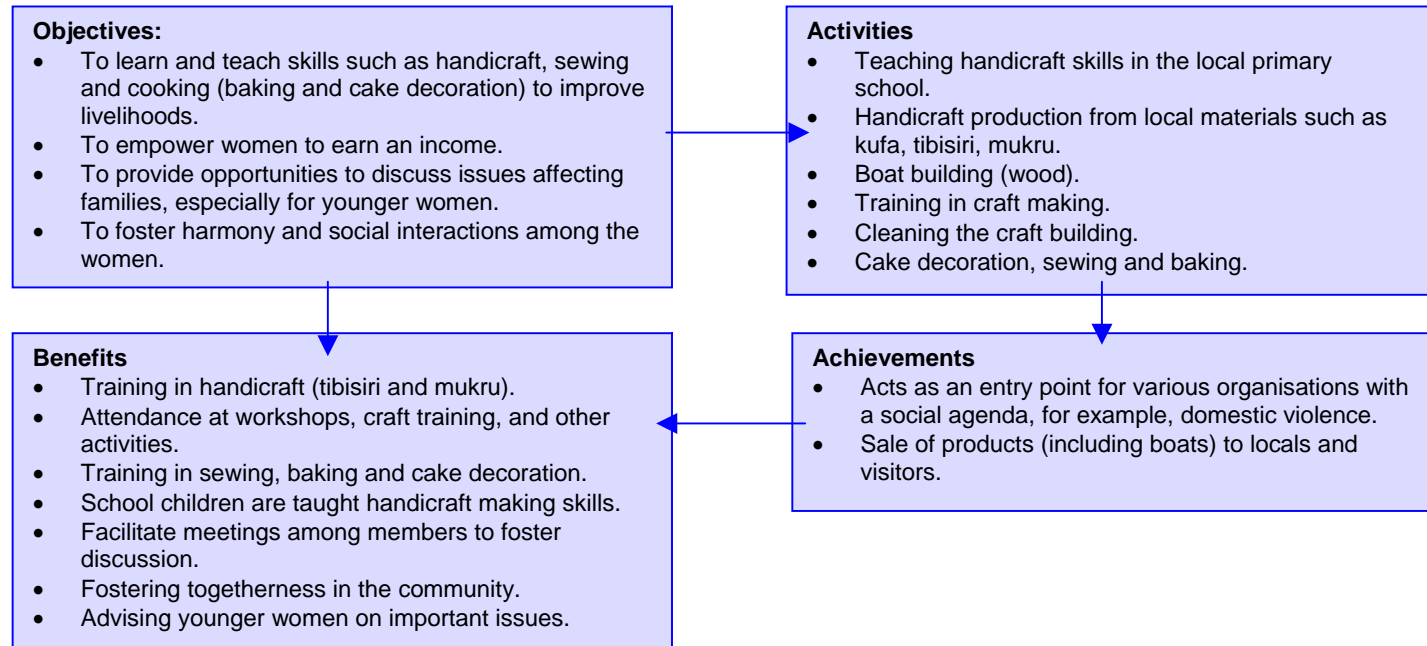 Objectives:
• To learn and teach skills such as handicraft, sewing
and cooking (baking and cake decoration) to improve
livelihoods.
• To empower women to earn an income.
• To provide opportunities to discuss issues affecting
families, especially for younger women.
• To foster harmony and social interactions among the
women.
Activities
• Teaching handicraft skills in the local primary
school.
• Handicraft production from local materials such as
kufa, tibisiri, mukru.
• Boat building (wood).
• Training in craft making.
• Cleaning the craft building.
• Cake decoration, sewing and baking.
Benefits
• Training in handicraft (tibisiri and mukru).
• Attendance at workshops, craft training, and other
activities.
• Training in sewing, baking and cake decoration.
• School children are taught handicraft making skills.
• Facilitate meetings among members to foster
discussion.
• Fostering togetherness in the community.
• Advising younger women on important issues.
Achievements
• Acts as an entry point for various organisations with
a social agenda, for example, domestic violence.
• Sale of products (including boats) to locals and
visitors.